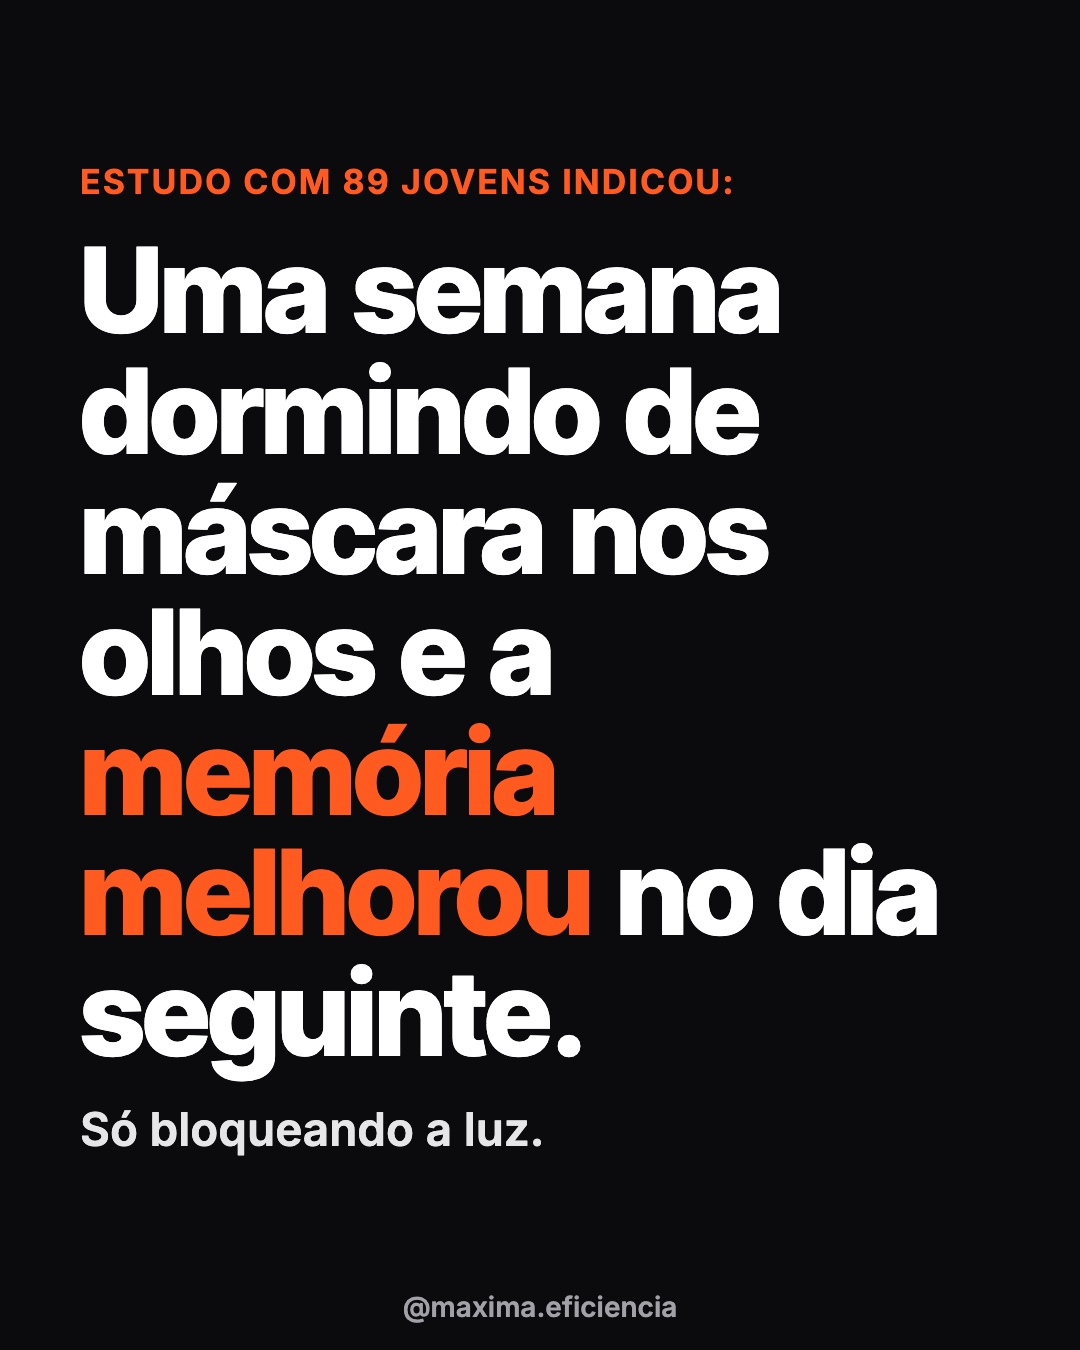 ESTUDO COM 89 JOVENS INDICOU:
Uma semana
dormindo de
máscara nos
olhos e a
memória
melhorou no dia
seguinte.
Só bloqueando a luz.
@maxima.eficiencia